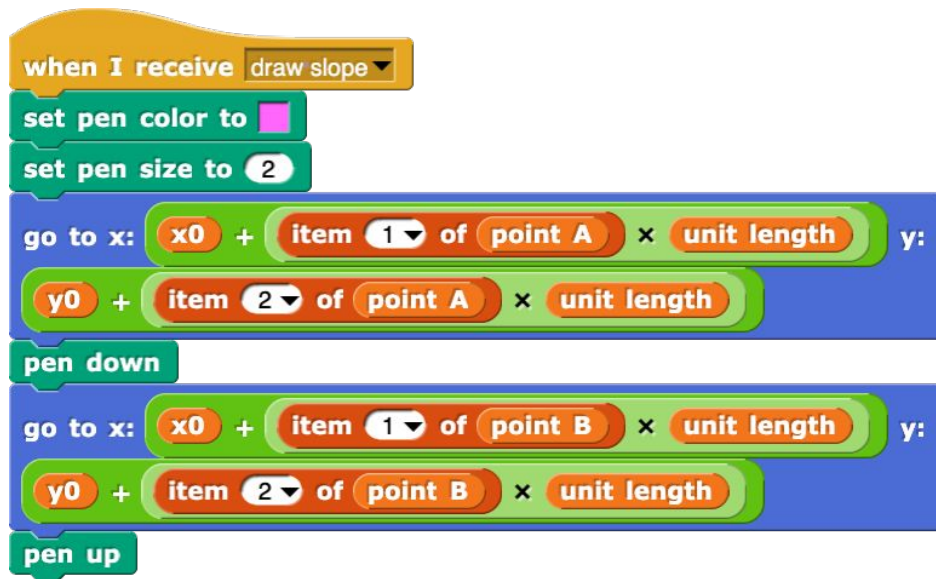 when I receive draw slope
set pen color to
set pen size to 2
go to x: x0 + item 1 of point A × unit length y:
y0 + item 2 of point A × unit length
pen down
go to x: x0 + item 1 of point B × unit length y:
y0 + item 2 of point B × unit length
pen up